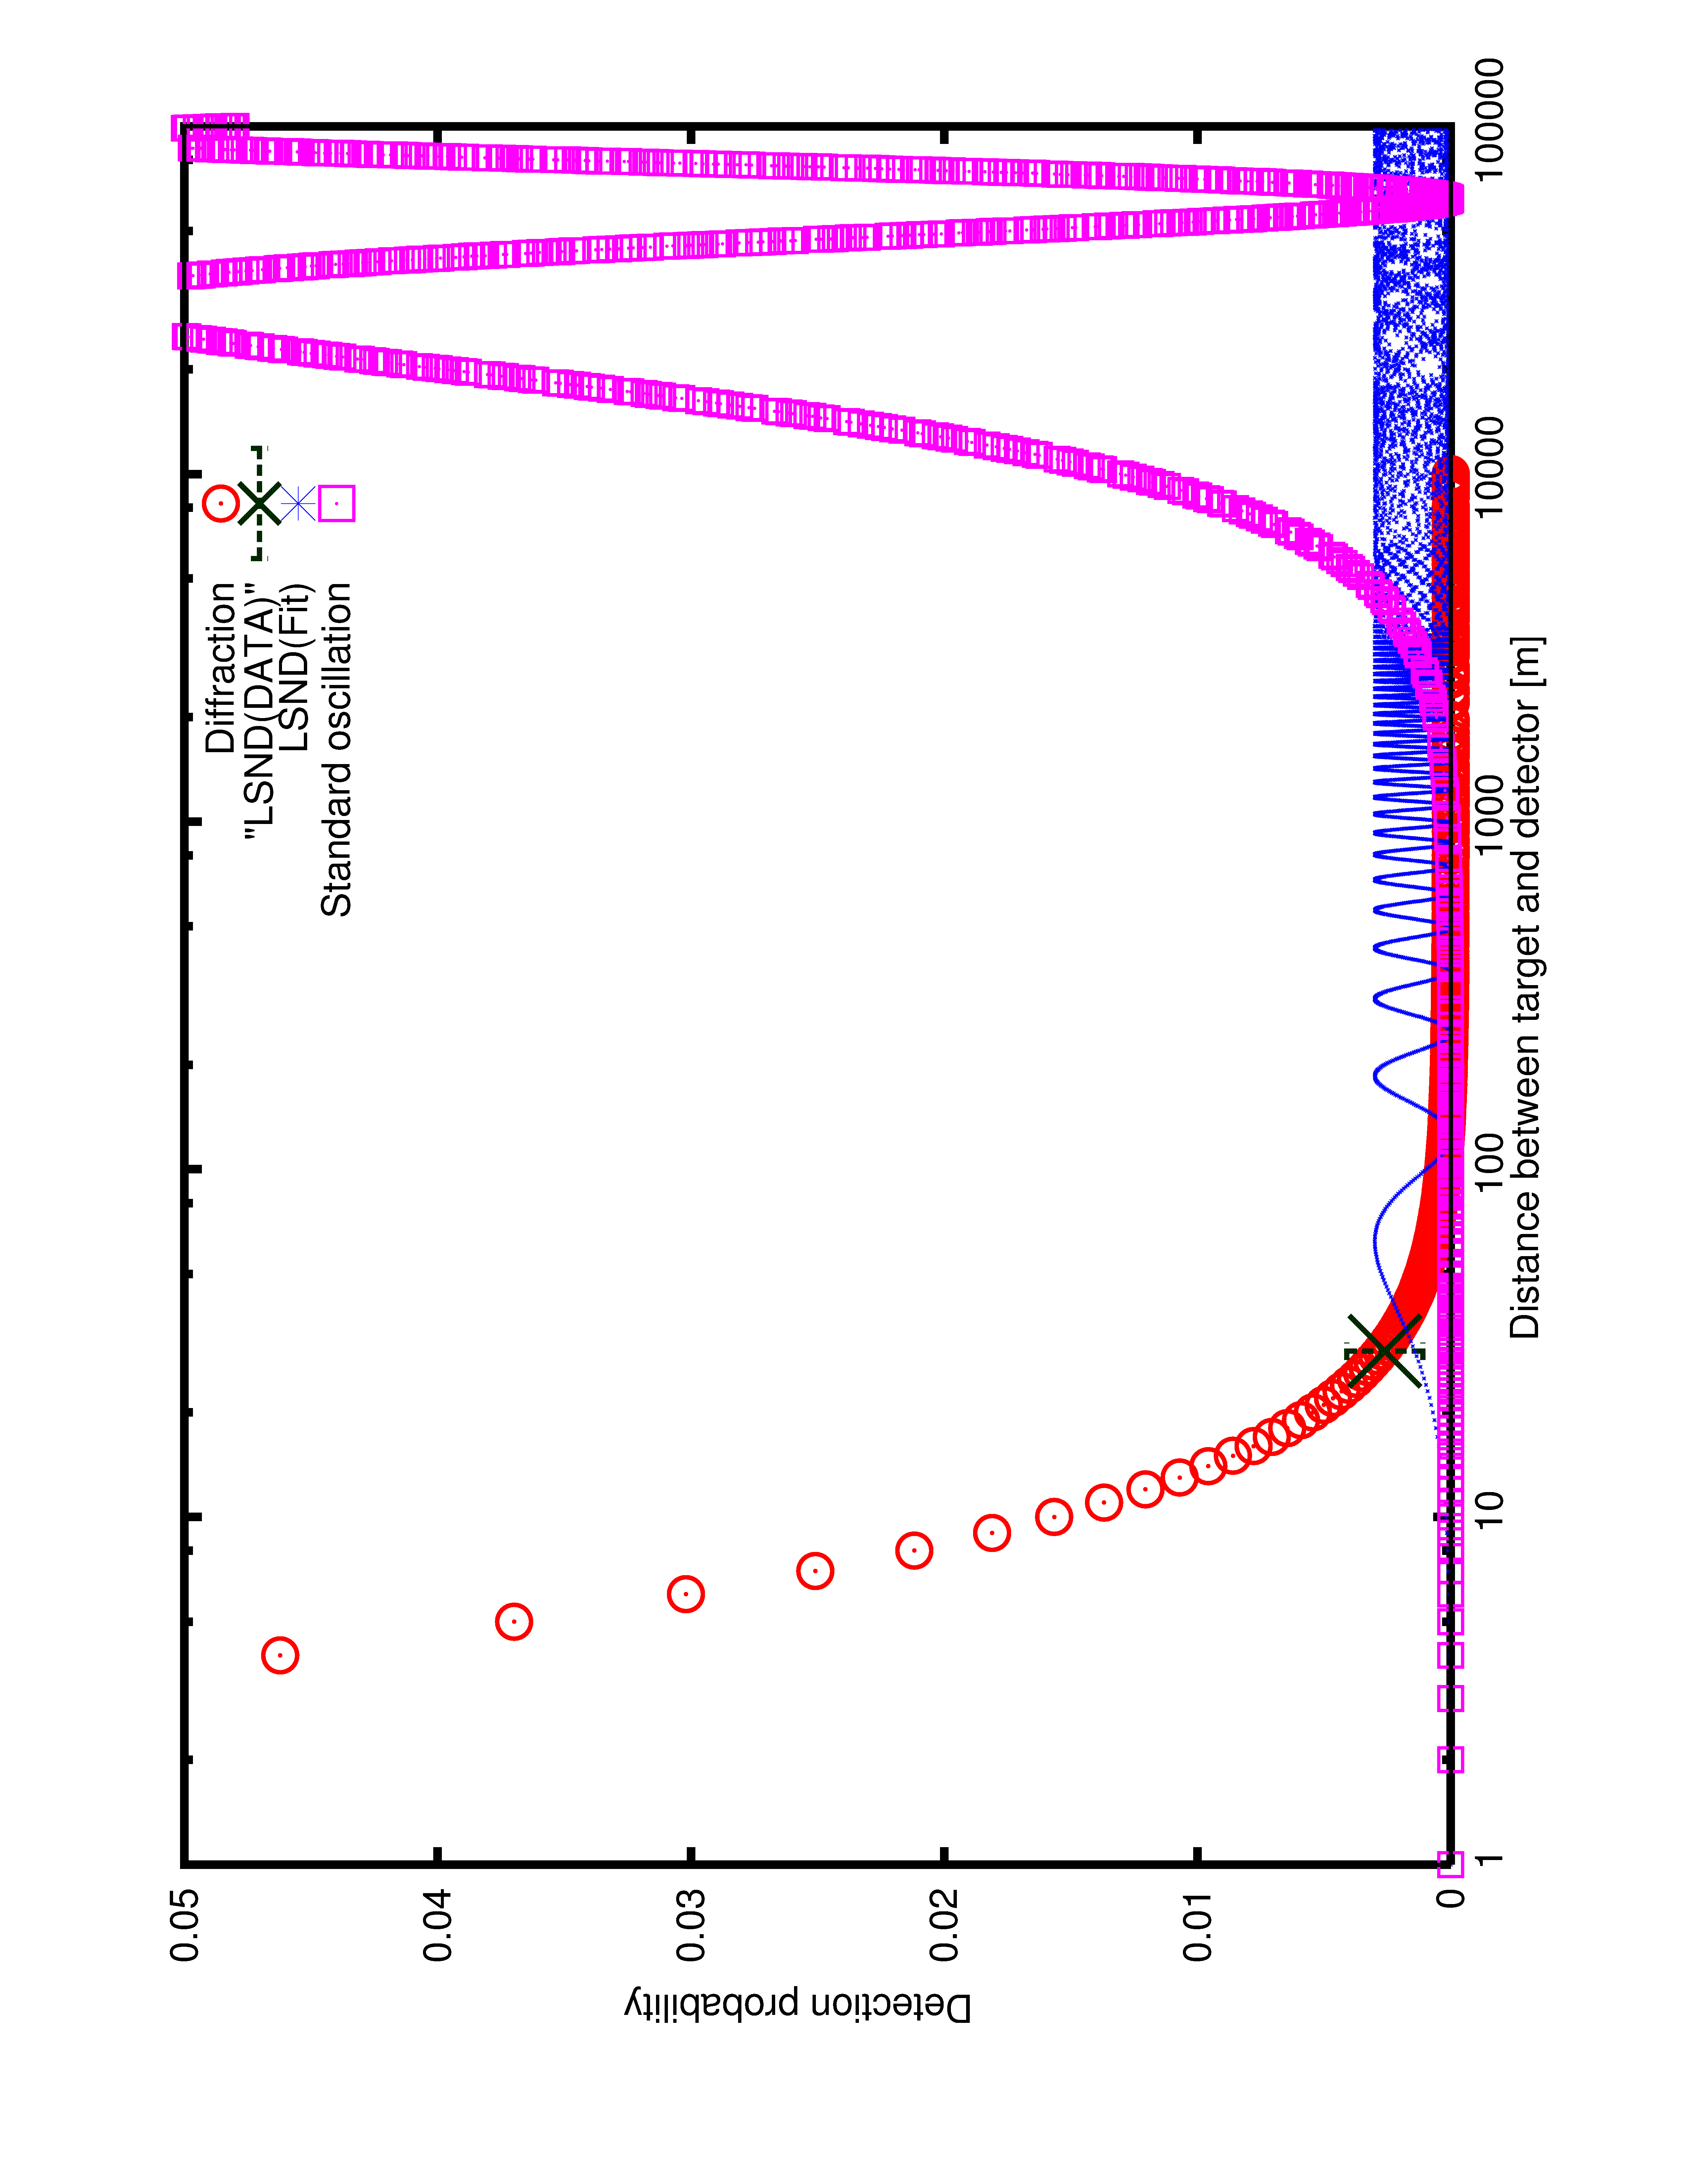 Diffraction
"LSND(DATA)"
LSND(Fit)
Standard oscillation
Detection probability
0.05
0.04
0.03
0.02
0.01
0
1
10
100
1000
10000
100000
Distance between target and detector [m]